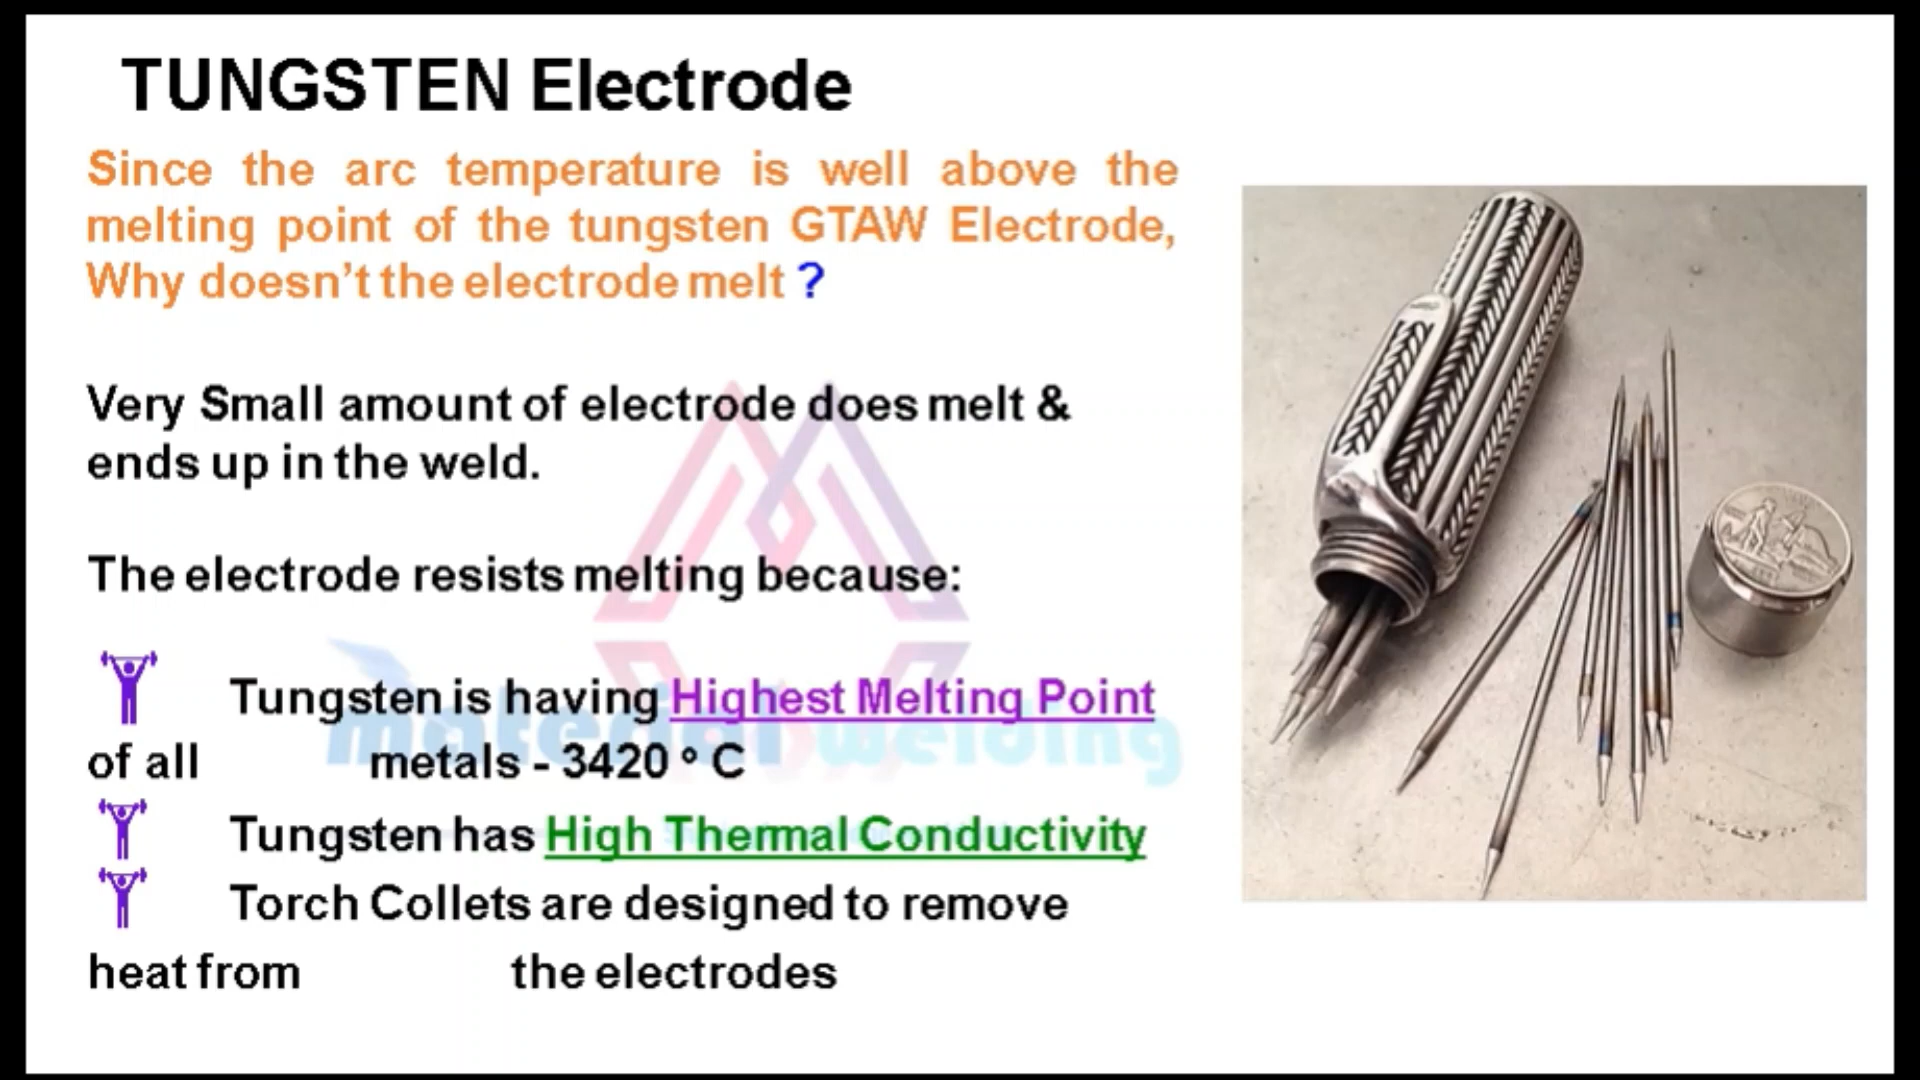 TUNGSTEN Electrode
Since the arc temperature is well above the
melting point of the tungsten GTAW Electrode,
Why doesn't the electrode melt ?
Very Small amount of electrode does melt &
ends up in the weld.
The electrode resists melting because:
Tungsten is having Highest Melting Point
of all metals - 3420 ° C
Tungsten has High Thermal Conductivity
Torch Collets are designed to remove
heat from the electrodes
material welding